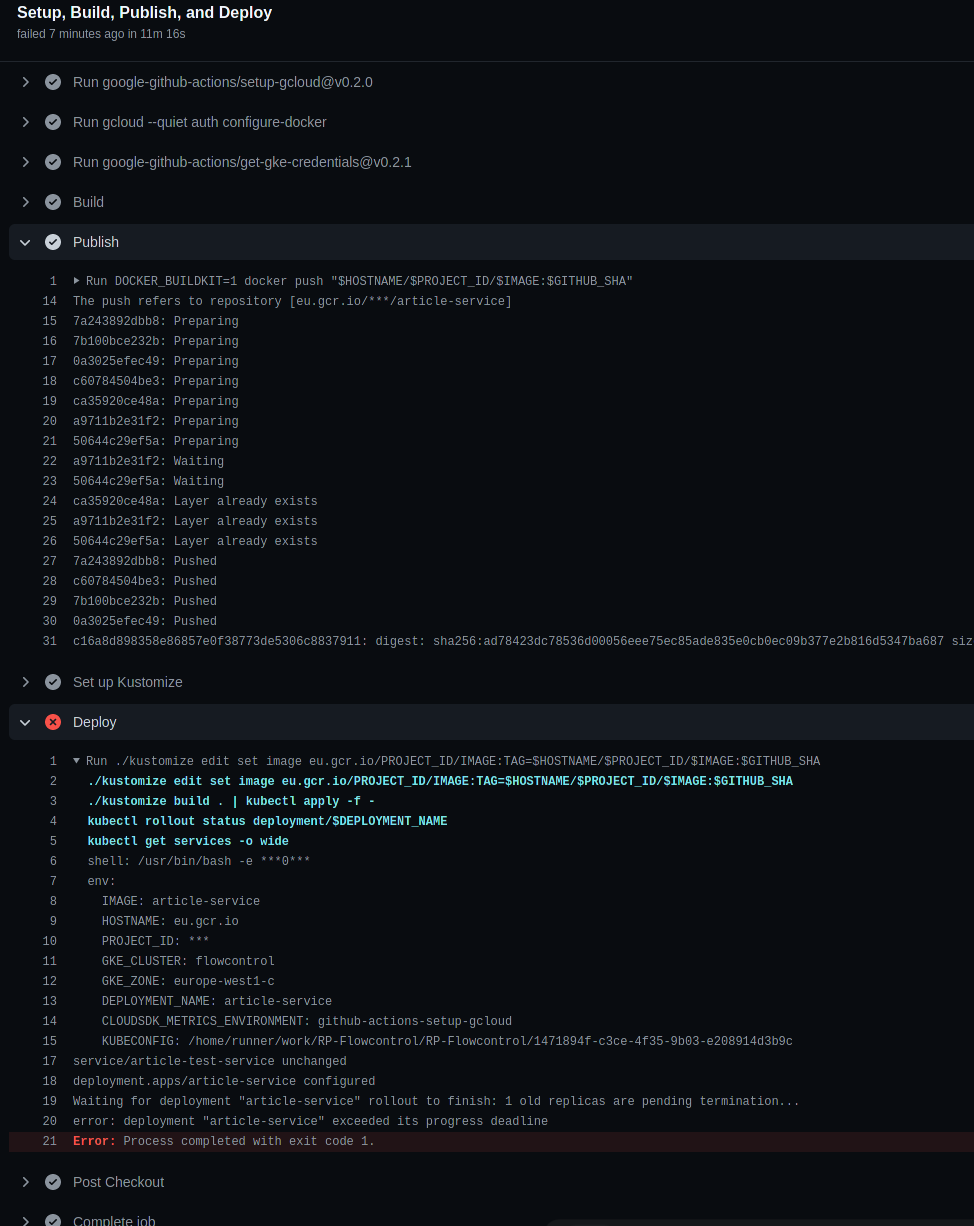 Setup, Build, Publish, and Deploy
failed 7 minutes ago in 11m 16s
Run google-github-actions/setup-gcloud@v0.2.0
Run gcloud --quiet auth configure-docker
Run google-github-actions/get-gke-credentials@v0.2.1
Build
Publish
1 Run DOCKER_BUILDKIT=1 docker push "$HOSTNAME/$PROJECT_ID/$IMAGE:$GITHUB_SHA"
14 The push refers to repository [eu.gcr.io/***/article-service]
15 7a243892dbb8: Preparing
16 7b100bce232b: Preparing
17 0a3025efec49: Preparing
18 c60784504be3: Preparing
19 ca35920ce48a: Preparing
20 a9711b2e31f2: Preparing
21 50644c29ef5a: Preparing
22 a9711b2e31f2: Waiting
23 50644c29ef5a: Waiting
24 ca35920ce48a: Layer already exists
25 a9711b2e31f2: Layer already exists
26 50644c29ef5a: Layer already exists
27 7a243892dbb8: Pushed
28 c60784504be3: Pushed
29 7b100bce232b: Pushed
30 0a3025efec49: Pushed
31 c16a8d898358e86857e0f38773de5306c8837911: digest: sha256:ad78423dc78536d00056eee75ec85ade835e0cb0ec09b377e2b816d5347ba687 siz
Set up Kustomize
Deploy
1 Run ./kustomize edit set image eu.gcr.io/PROJECT_ID/IMAGE:TAG=$HOSTNAME/$PROJECT_ID/$IMAGE:$GITHUB_SHA
2 ./kustomize edit set image eu.gcr.io/PROJECT_ID/IMAGE:TAG=$HOSTNAME/$PROJECT_ID/$IMAGE:$GITHUB_SHA
3 ./kustomize build . | kubectl apply -f -
4 kubectl rollout status deployment/$DEPLOYMENT_NAME
5 kubectl get services -o wide
6 shell: /usr/bin/bash -e ***0***
7 env:
8 IMAGE: article-service
9 HOSTNAME: eu.gcr.io
10 PROJECT_ID: ***
11 GKE_CLUSTER: flowcontrol
12 GKE_ZONE: europe-west1-c
13 DEPLOYMENT_NAME: article-service
14 CLOUDSDK_METRICS_ENVIRONMENT: github-actions-setup-gcloud
15 KUBECONFIG: /home/runner/work/RP-Flowcontrol/RP-Flowcontrol/1471894f-c3ce-4f35-9b03-e208914d3b9c
17 service/article-test-service unchanged
18 deployment.apps/article-service configured
19 Waiting for deployment "article-service" rollout to finish: 1 old replicas are pending termination...
20 error: deployment "article-service" exceeded its progress deadline
21 Error: Process completed with exit code 1.
Post Checkout
Complete job